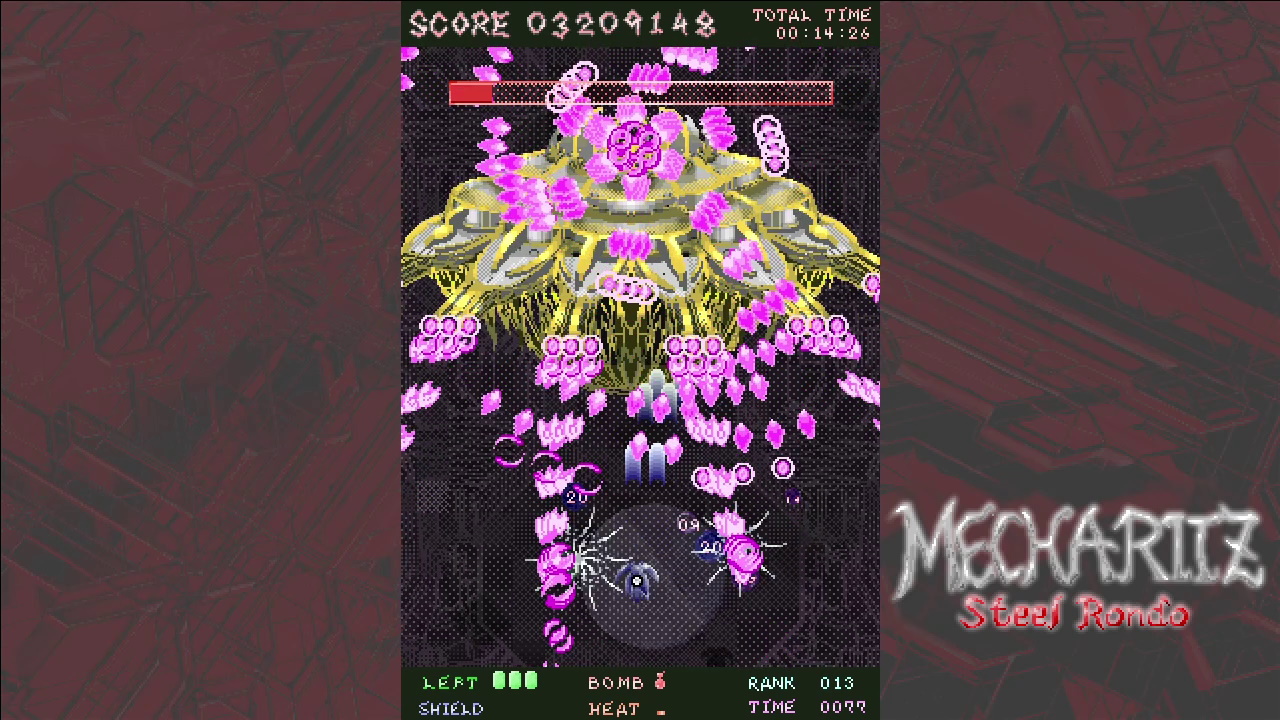 SCORE 03209148
TOTAL TIME
00:14:26
20
09
20
MECHARITZ
Steel Rondo
LEFT
BOMB
RANK 013
SHIELD
HEAT
TIME 0077